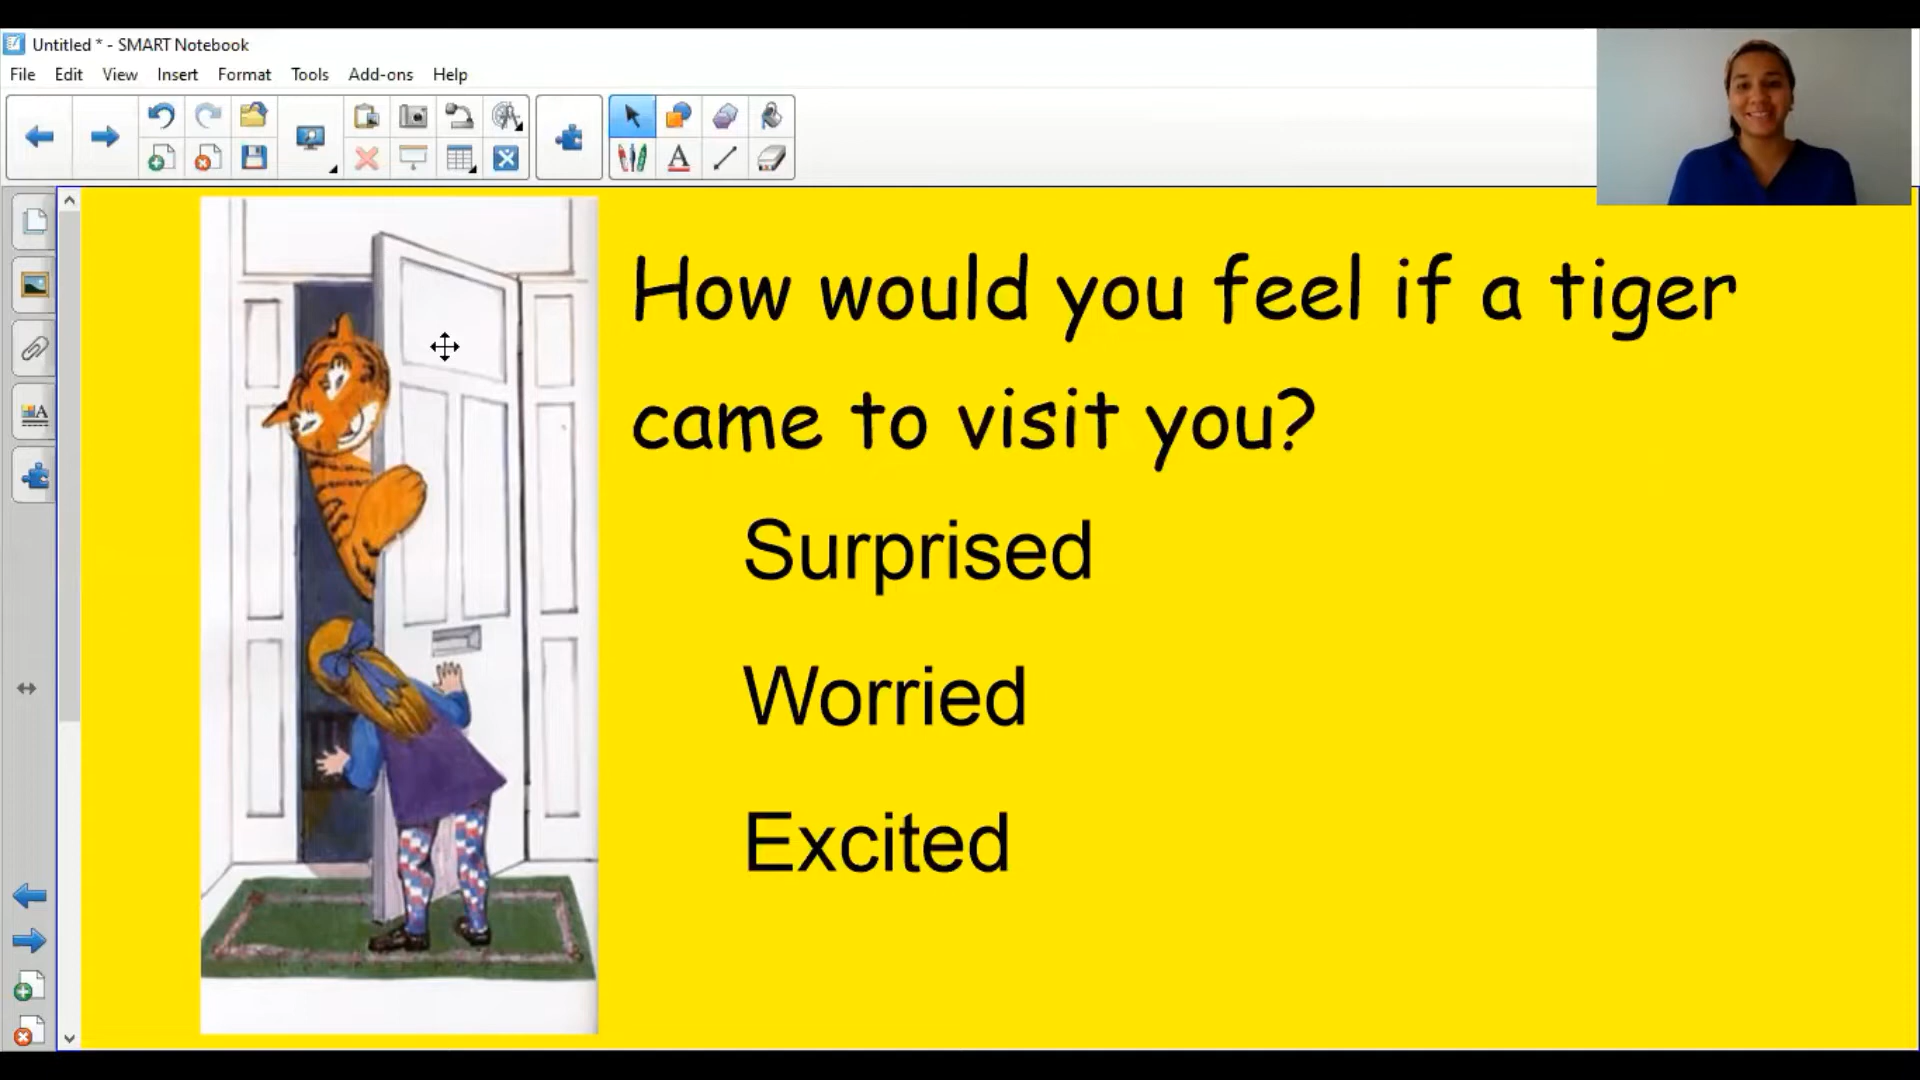 Untitled * - SMART Notebook
File Edit View Insert Format Tools Add-ons Help
How would you feel if a tiger
came to visit you?
Surprised
Worried
Excited